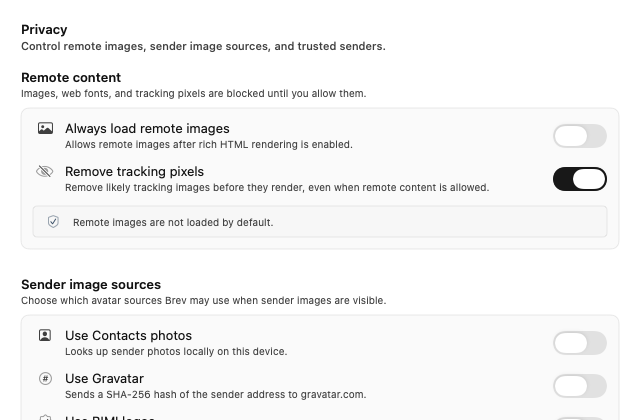 Privacy
Control remote images, sender image sources, and trusted senders.
Remote content
Images, web fonts, and tracking pixels are blocked until you allow them.
Always load remote images
Allows remote images after rich HTML rendering is enabled.
Remove tracking pixels
Remove likely tracking images before they render, even when remote content is allowed.
Remote images are not loaded by default.
Sender image sources
Choose which avatar sources Brev may use when sender images are visible.
Use Contacts photos
Looks up sender photos locally on this device.
#
Use Gravatar
Sends a SHA-256 hash of the sender address to gravatar.com.
Use BIMI logos